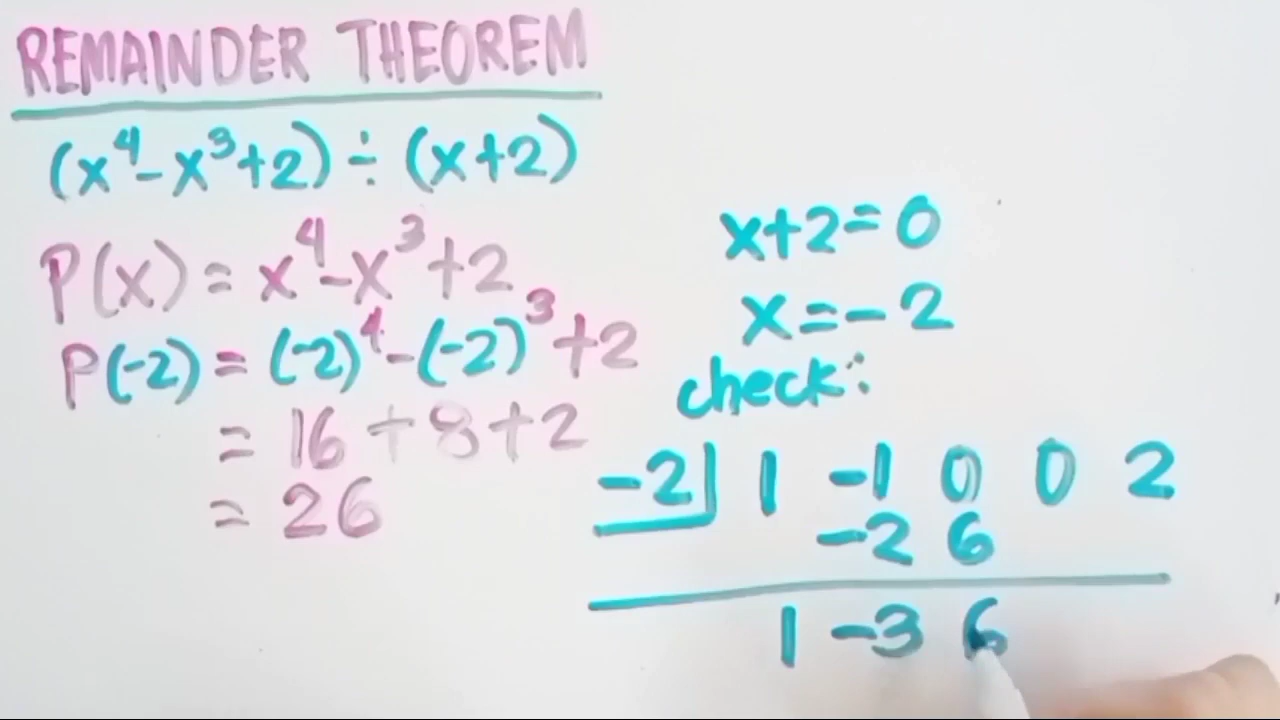 REMAINDER THEOREM
(x⁴-x³+2) ÷ (x+2)
P(x) = x⁴-x³+2
P(-2) = (-2)⁴-(-2)³+2
= 16+8+2
= 26
x+2=0
x=-2
check:
-2| 1 -1 0 0 2
-2 6
1 -3 6